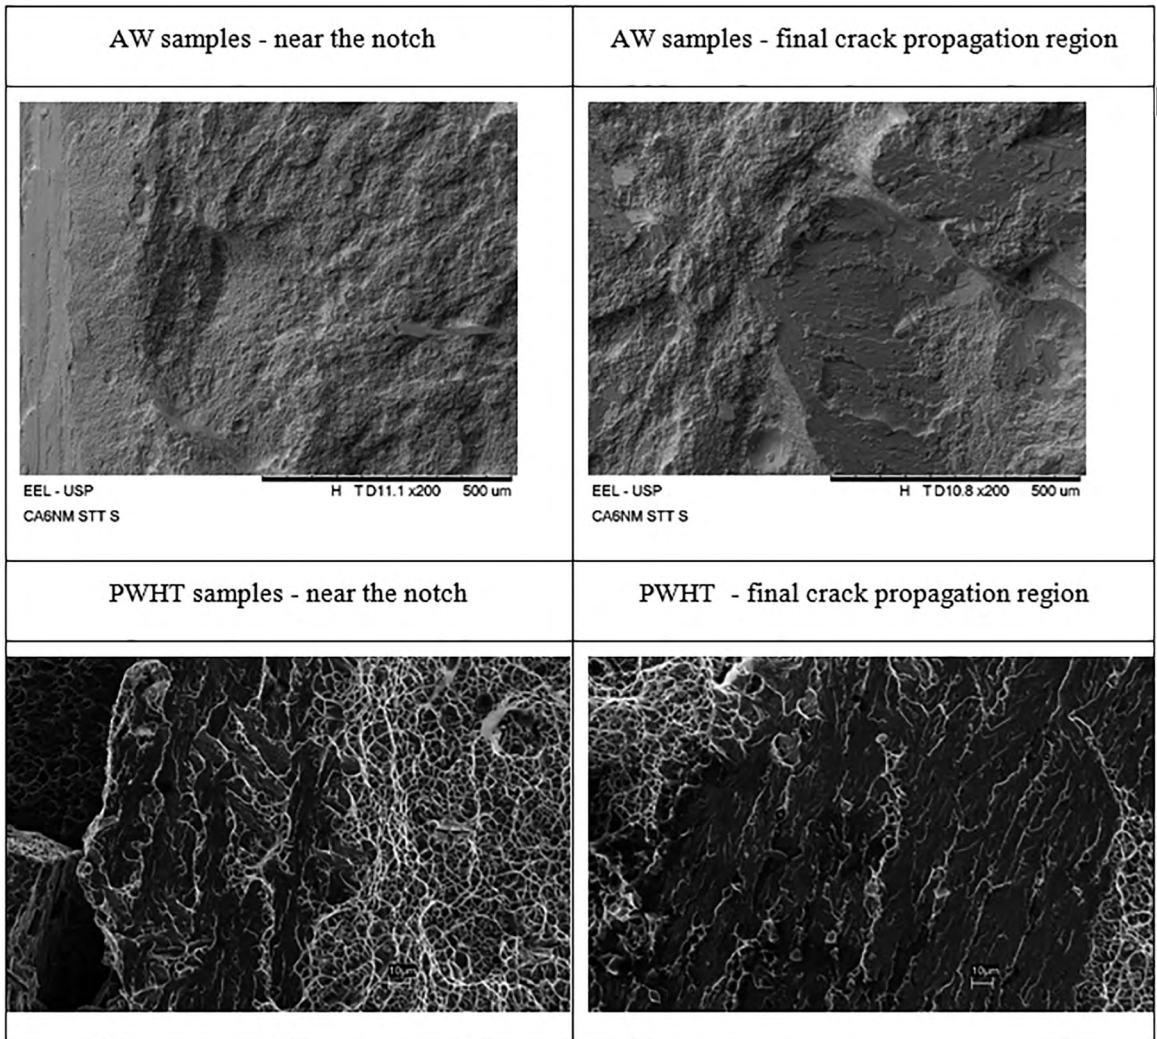 AW samples - near the notch
AW samples - final crack propagation region
EEL - USP
H T D11.1 x200 500 um
CA6NM STT S
EEL - USP
H T D10.8 x200 500 um
CA6NM STT S
PWHT samples - near the notch
PWHT - final crack propagation region
10µm
10µm